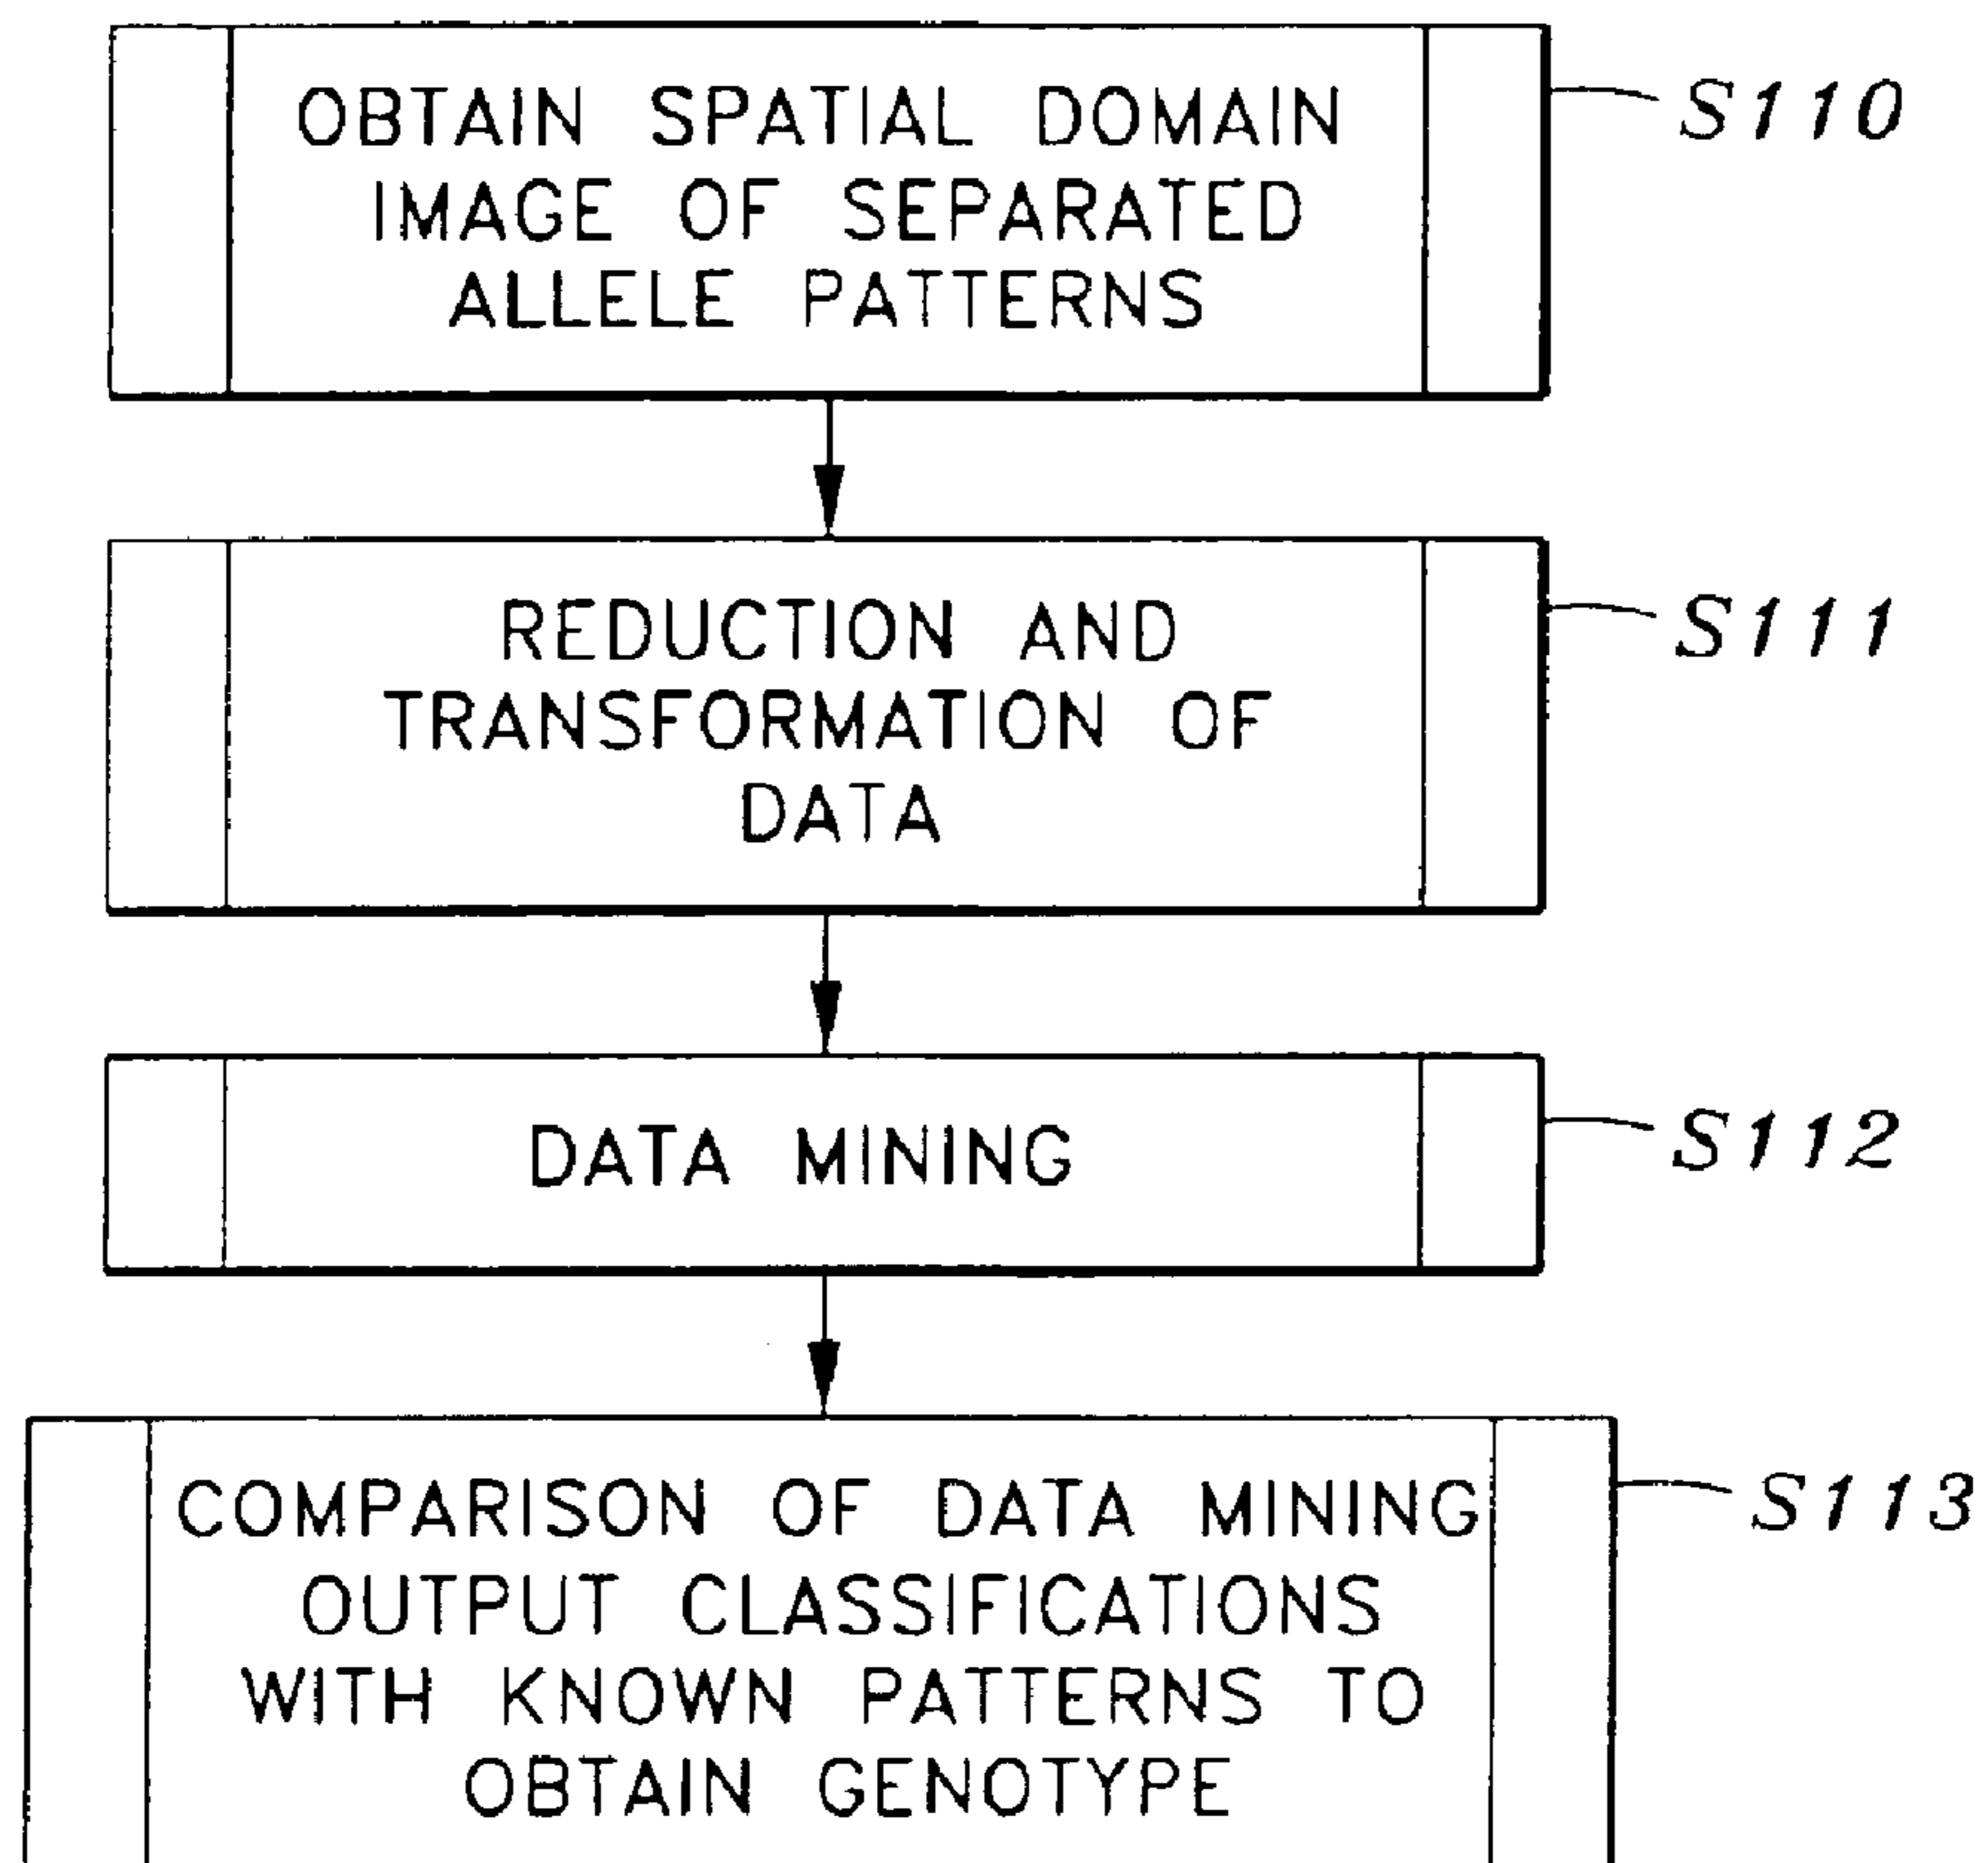 OBTAIN SPATIAL DOMAIN
IMAGE OF SEPARATED
ALLELE PATTERNS
S110
REDUCTION AND
TRANSFORMATION OF
DATA
S111
DATA MINING
S112
COMPARISON OF DATA MINING
OUTPUT CLASSIFICATIONS
WITH KNOWN PATTERNS TO
OBTAIN GENOTYPE
S113